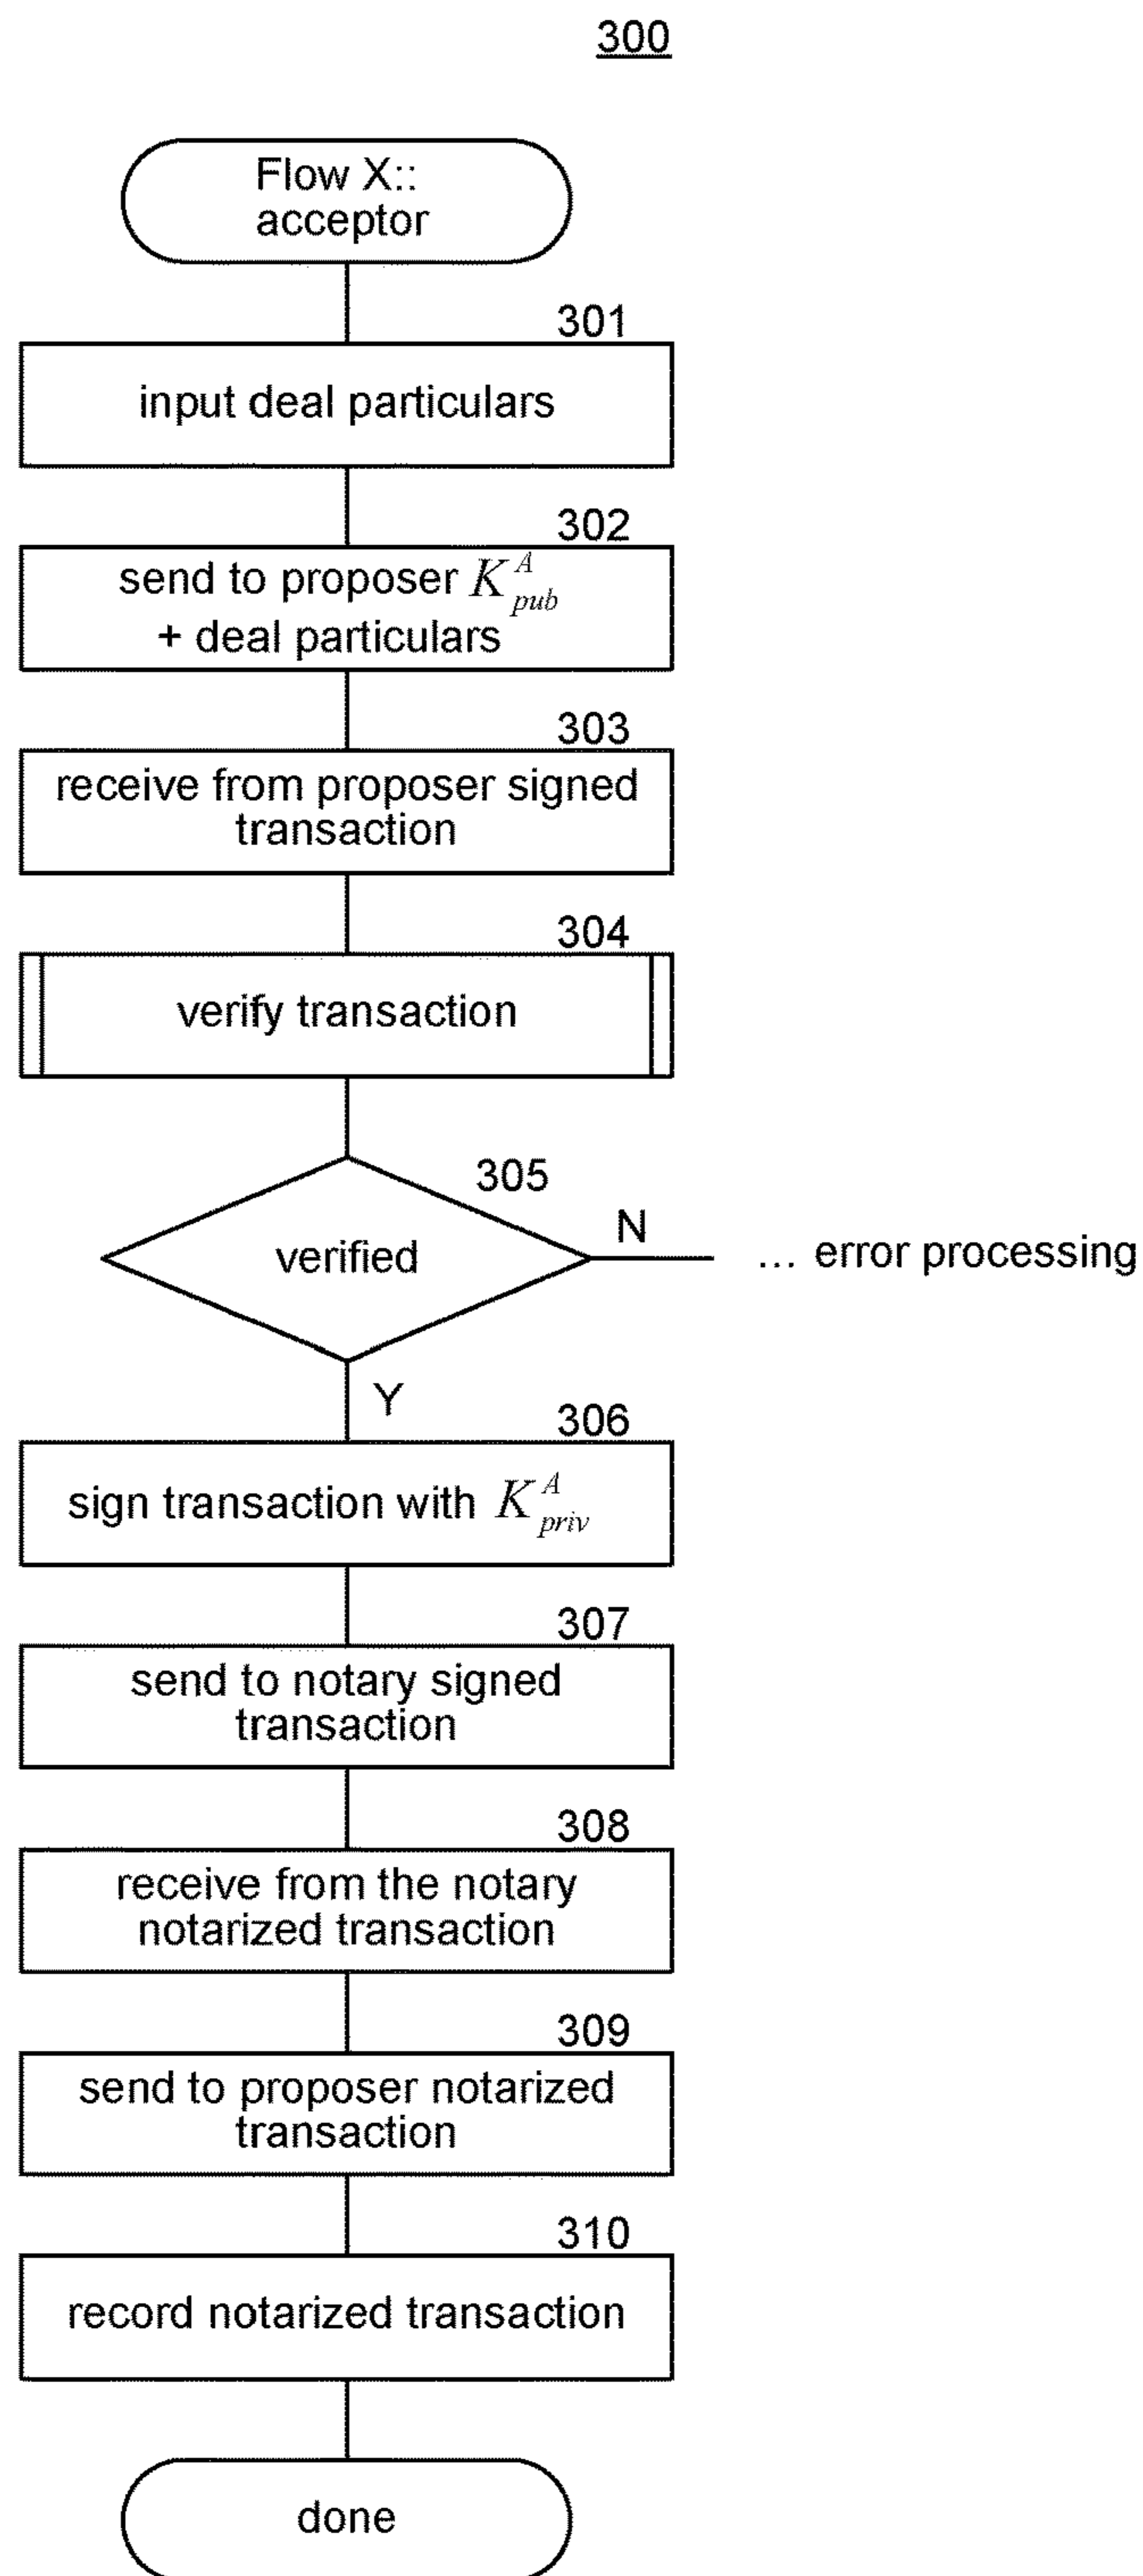 300
Flow X::
acceptor
301
input deal particulars
302
send to proposer K^A_pub
+ deal particulars
303
receive from proposer signed
transaction
304
verify transaction
305
verified
N
... error processing
Y
306
sign transaction with K^A_priv
307
send to notary signed
transaction
308
receive from the notary
notarized transaction
309
send to proposer notarized
transaction
310
record notarized transaction
done